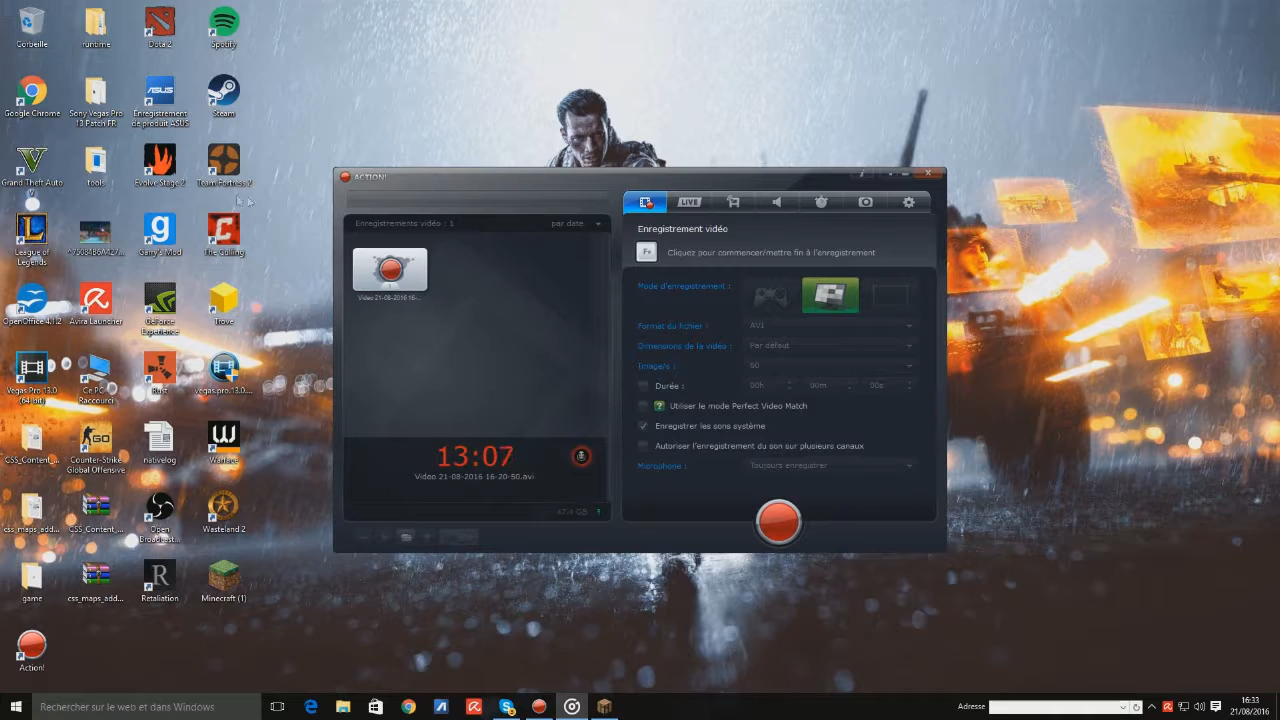 Corbeille
runtime
Dota 2
Spotify
Google Chrome
Sony Vegas Pro
13 Patch FR
Enregistrement
de produit ASUS
Steam
Grand Theft Auto
V
tools
Evolve Stage 2
Team Fortress 2
League of
Legends
Garry's Mod
The Culling
OpenOffice 4.1.2
Avira Launcher
GeForce
Experience
Trove
Vegas Pro 13.0
(64-bit)
Ce PC
Raccourci
Rust
vegas.pro.13.0....
CSS_Content_...
Counter-Strike
Global Offensive
nativelog
Warface
css_maps_add...
CSS_Content_...
Open
Broadcast...
Wasteland 2
game
css_maps_add...
Retaliation
Minecraft (1)
Action!
ACTION!
Enregistrements vidéo : 1
par date
Video 21-08-2016 16-...
13:07
Video 21-08-2016 16-20-50.avi
47.4 GB
LIVE
Enregistrement vidéo
Cliquez pour commencer/mettre fin à l'enregistrement
Mode d'enregistrement :
Format du fichier :
AVI
Dimensions de la vidéo :
Par défaut
Image/s :
60
Durée :
00h
00m
00s
? Utiliser le mode Perfect Video Match
Enregistrer les sons système
Autoriser l'enregistrement du son sur plusieurs canaux
Microphone :
Toujours enregistrer
Rechercher sur le web et dans Windows
Adresse
16:33
21/08/2016